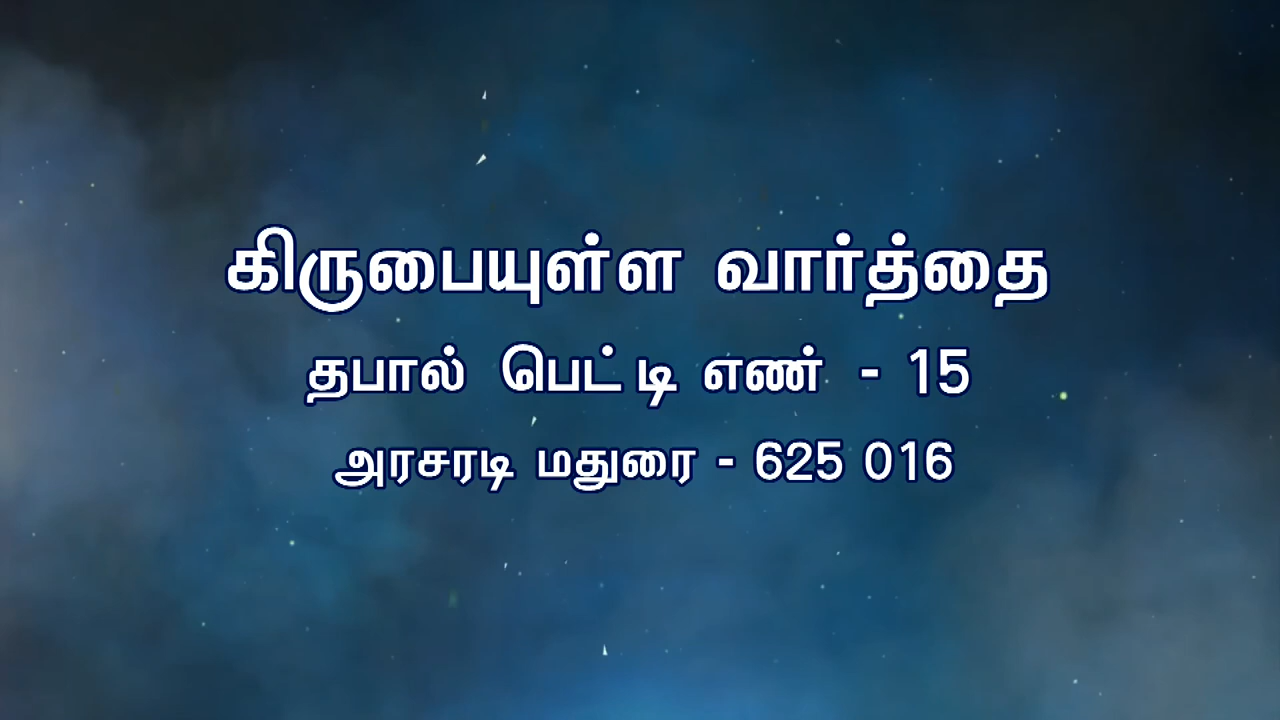 கிருபையுள்ள வார்த்தை
தபால் பெட்டி எண் - 15
அரசரடி மதுரை - 625 016